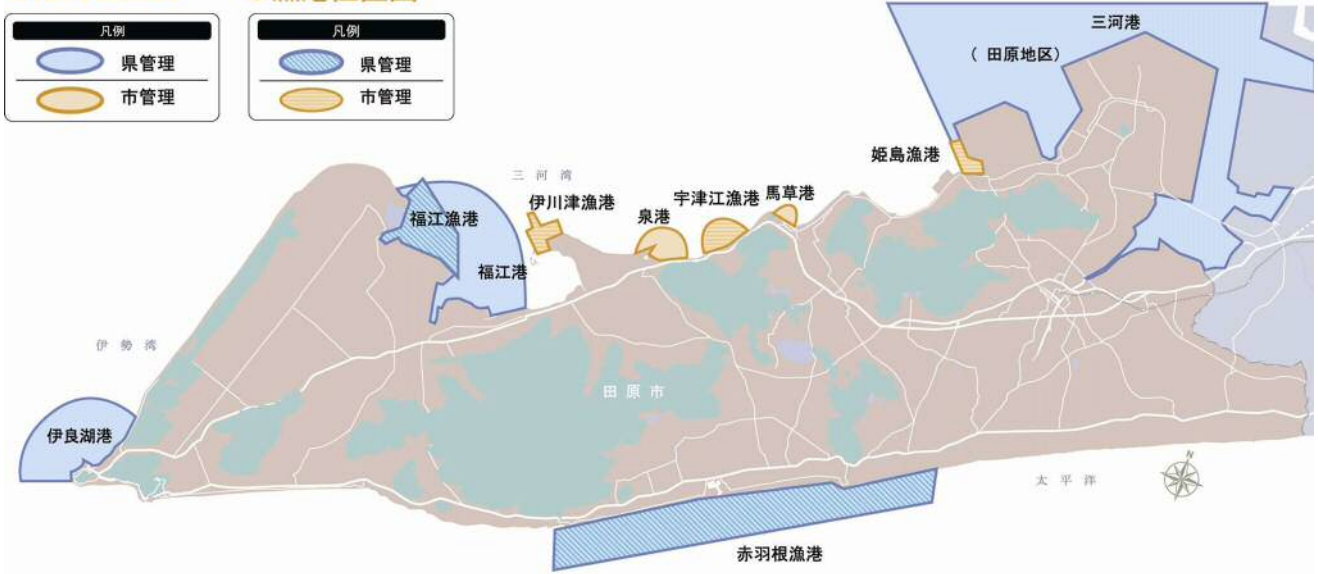 凡例
県管理
市管理
凡例
県管理
市管理
三河港
（ 田原地区）
姫島漁港
三 河 湾
伊川津漁港
泉港
宇津江漁港
馬草港
福江漁港
福江港
伊 勢 湾
田 原 市
伊良湖港
N
太 平 洋
赤羽根漁港